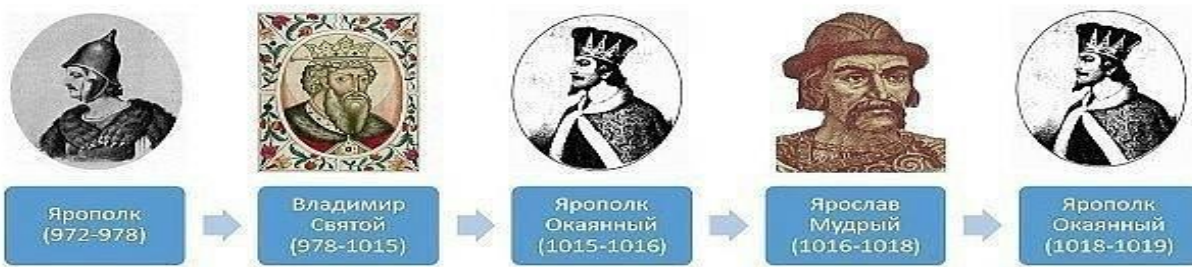 Ярополк
(972-978)
Владимир
Святой
(978-1015)
Ярополк
Окаянный
(1015-1016)
Ярослав
Мудрый
(1016-1018)
Ярополк
Окаянный
(1018-1019)